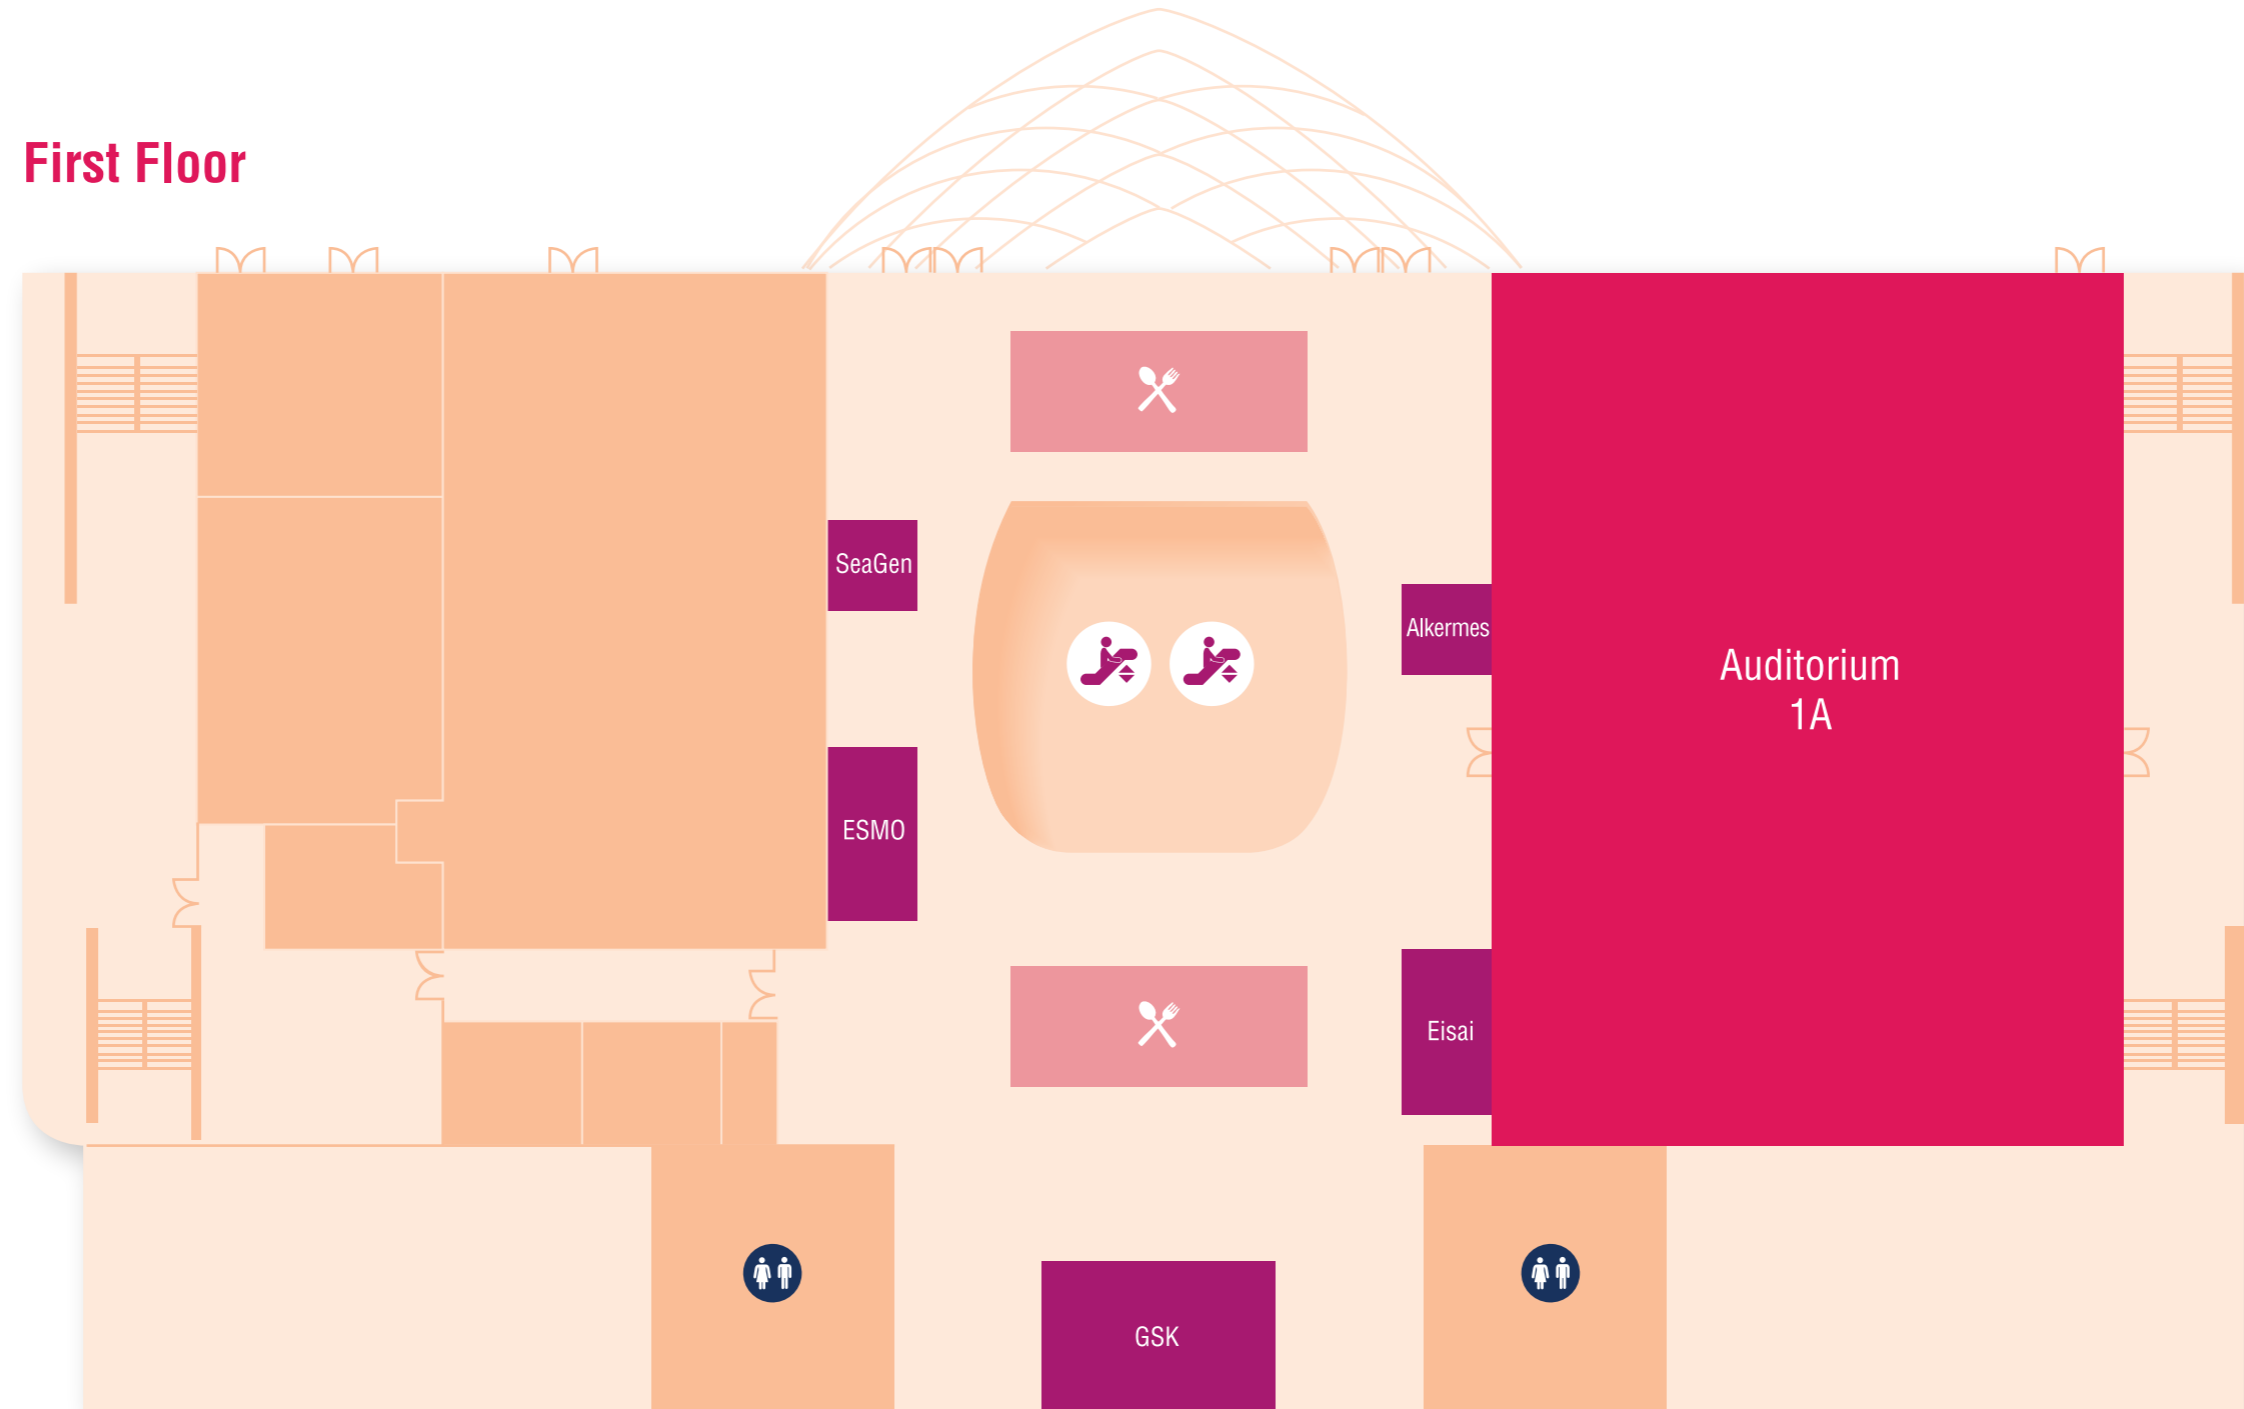 First Floor
SeaGen
Alkermes
Auditorium
1A
ESMO
Eisai
GSK